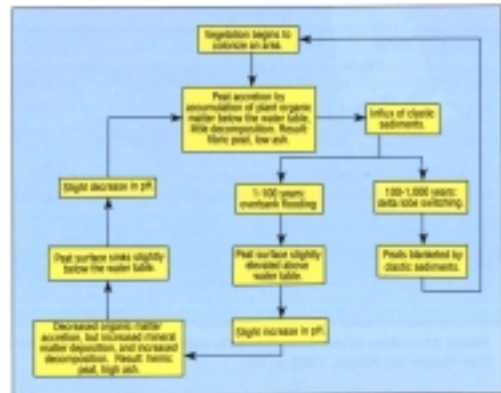 Vegetation begins to
colonize an area.
Peat accretion by
accumulation of plant organic
matter below the water table,
little decomposition. Result:
fibric peat, low ash.
Influx of clastic
sediments.
Slight decrease in pH.
1-100 years:
overbank flooding
100-1,000 years:
delta lobe switching.
Peat surface sinks slightly
below the water table.
Peat surface slightly
elevated above
water table.
Peats blanketed by
clastic sediments.
Slight increase in pH.
Decreased organic matter
accretion, but increased mineral
matter deposition, and increased
decomposition. Result: hemic
peat, high ash.